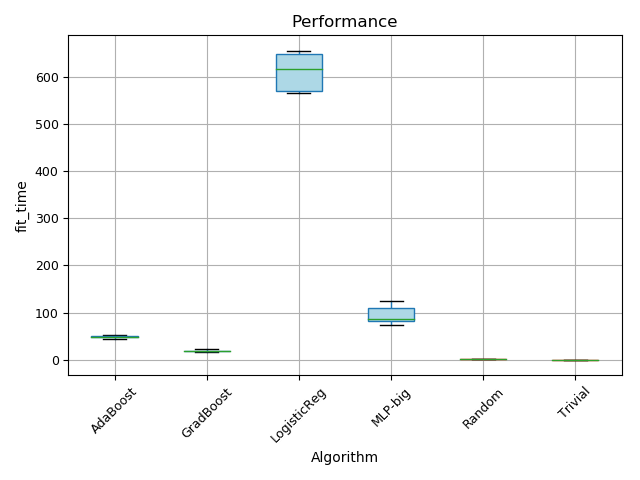 Performance
fit_time
600
500
400
300
200
100
0
AdaBoost
GradBoost
LogisticReg
MLP-big
Random
Trivial
Algorithm